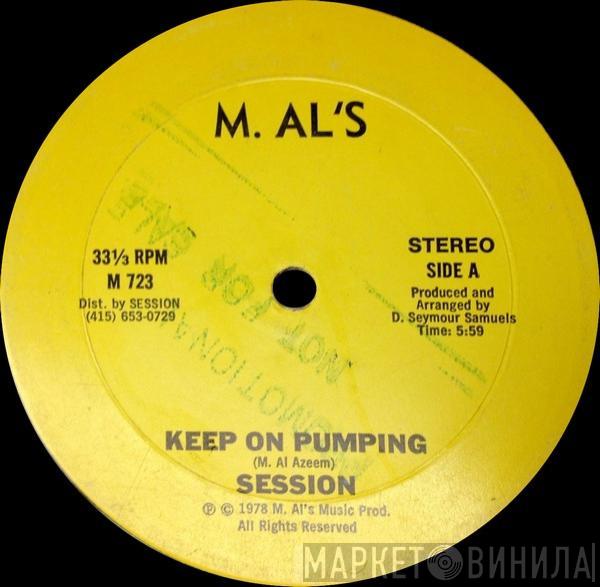 M. AL'S
33⅓ RPM
M 723
Dist. by SESSION
(415) 653-0729
STEREO
SIDE A
Produced and
Arranged by
D. Seymour Samuels
Time: 5:59
PROMOTIONAL
NOT FOR SALE
KEEP ON PUMPING
(M. Al Azeem)
SESSION
℗ © 1978 M. Al's Music Prod.
All Rights Reserved
МАРКЕТ ВИНИЛА